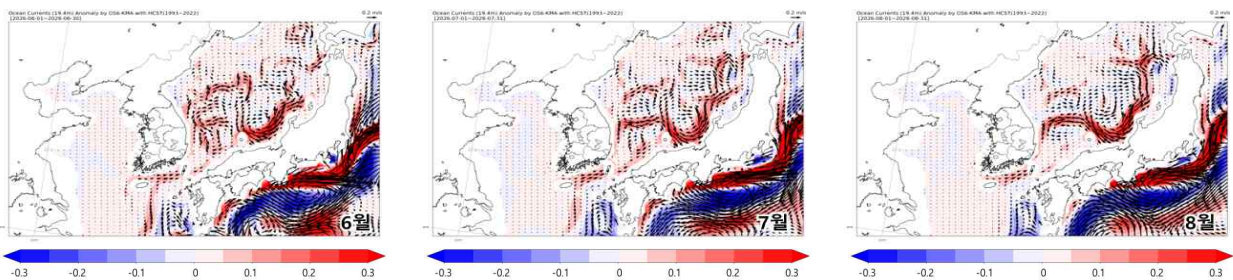 Ocean Currents (19.4m) Anomaly by GS6-KMA with HCST(1993~2022)
[2026-06-01~2026-06-30]
0.2 m/s
6월
-0.3 -0.2 -0.1 0 0.1 0.2 0.3
Ocean Currents (19.4m) Anomaly by GS6-KMA with HCST(1993~2022)
[2026-07-01~2026-07-31]
0.2 m/s
7월
-0.3 -0.2 -0.1 0 0.1 0.2 0.3
Ocean Currents (19.4m) Anomaly by GS6-KMA with HCST(1993~2022)
[2026-08-01~2026-08-31]
0.2 m/s
8월
-0.3 -0.2 -0.1 0 0.1 0.2 0.3